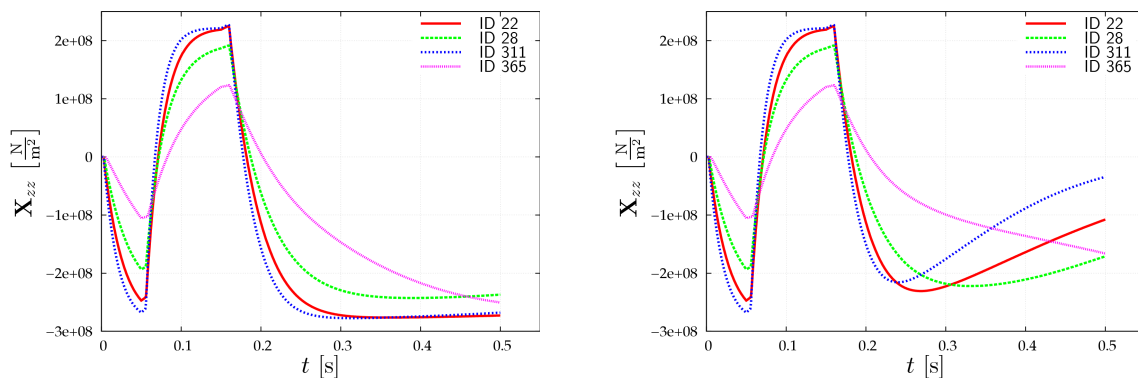 2e+08
1e+08
0
−1e+08
−2e+08
−3e+08
0 0.1 0.2 0.3 0.4 0.5
t [s]
X_zz [N/m²]
ID 22
ID 28
ID 311
ID 365
2e+08
1e+08
0
−1e+08
−2e+08
−3e+08
0 0.1 0.2 0.3 0.4 0.5
t [s]
X_zz [N/m²]
ID 22
ID 28
ID 311
ID 365